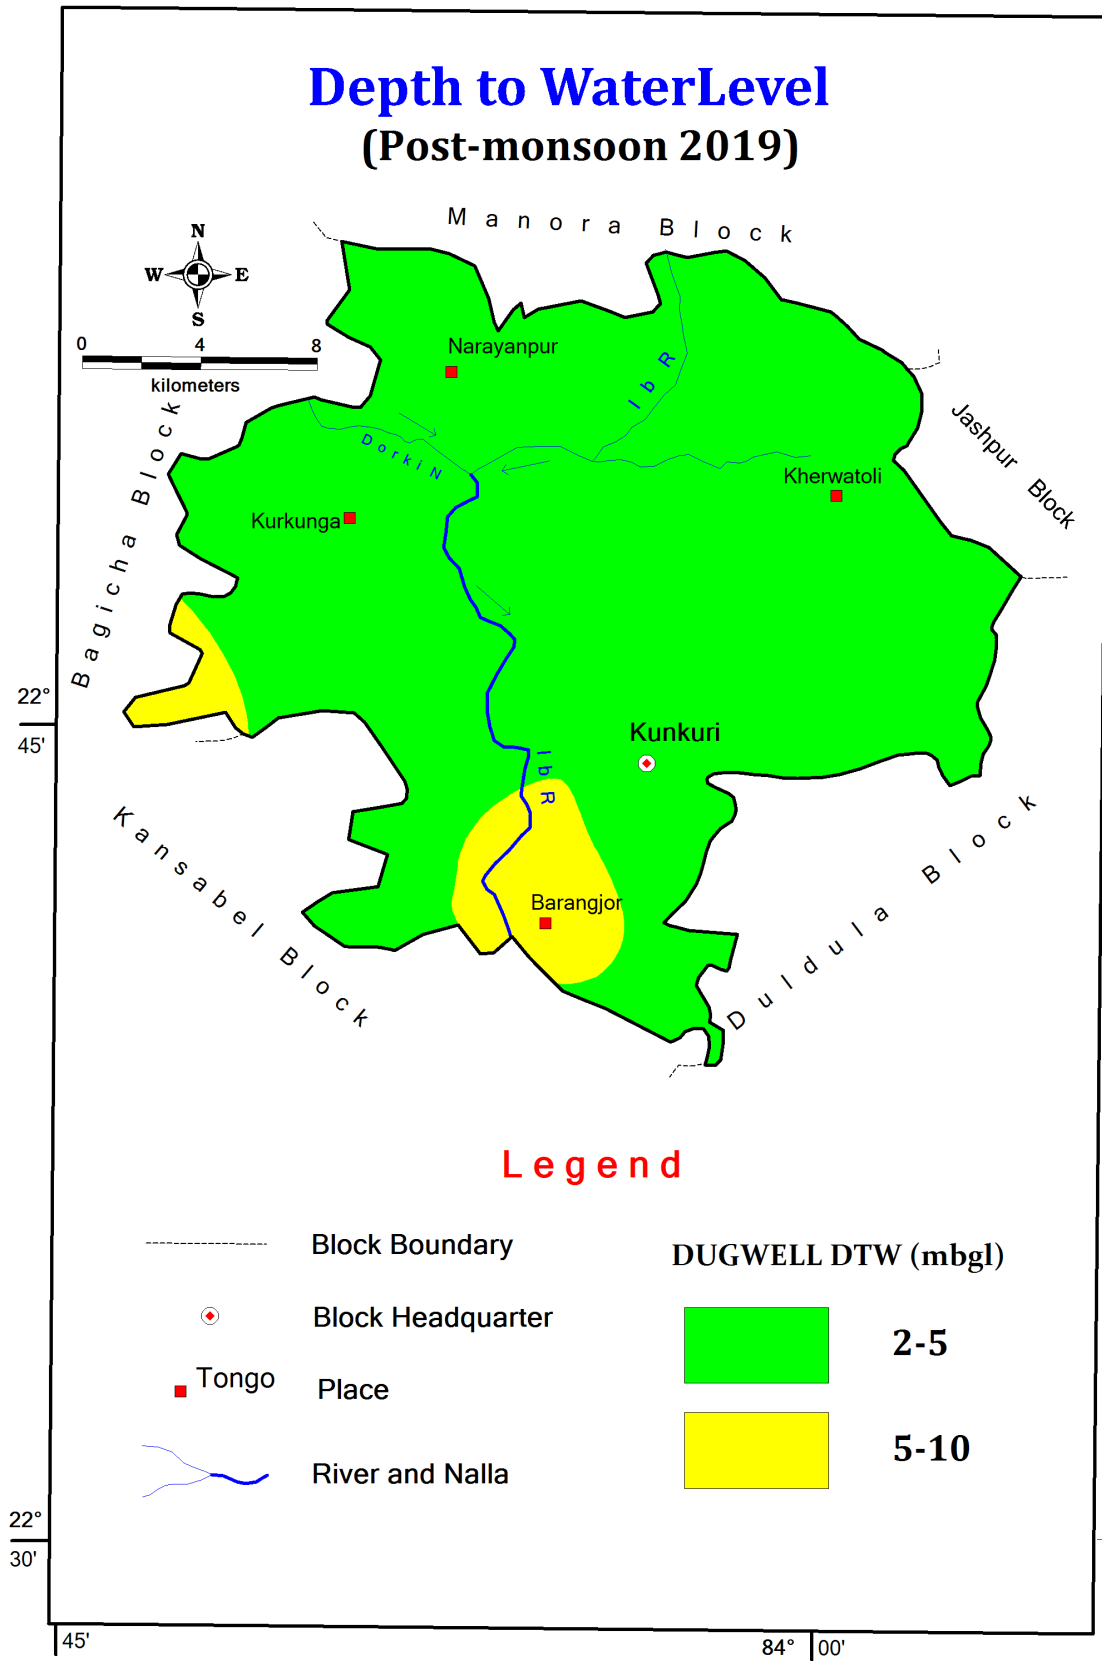 Depth to WaterLevel
(Post-monsoon 2019)
Manora Block
N
W E
S
0 4 8
kilometers
Narayanpur
Ib R
Jashpur Block
Bagicha Block
Dorki N
Kherwatoli
Kurkunga
22°
45'
Kunkuri
Ib R
Kansabel Block
Barangjor
Duldula Block
Legend
Block Boundary
DUGWELL DTW (mbgl)
Block Headquarter
2-5
Tongo
Place
5-10
River and Nalla
22°
30'
45'
84° 00'